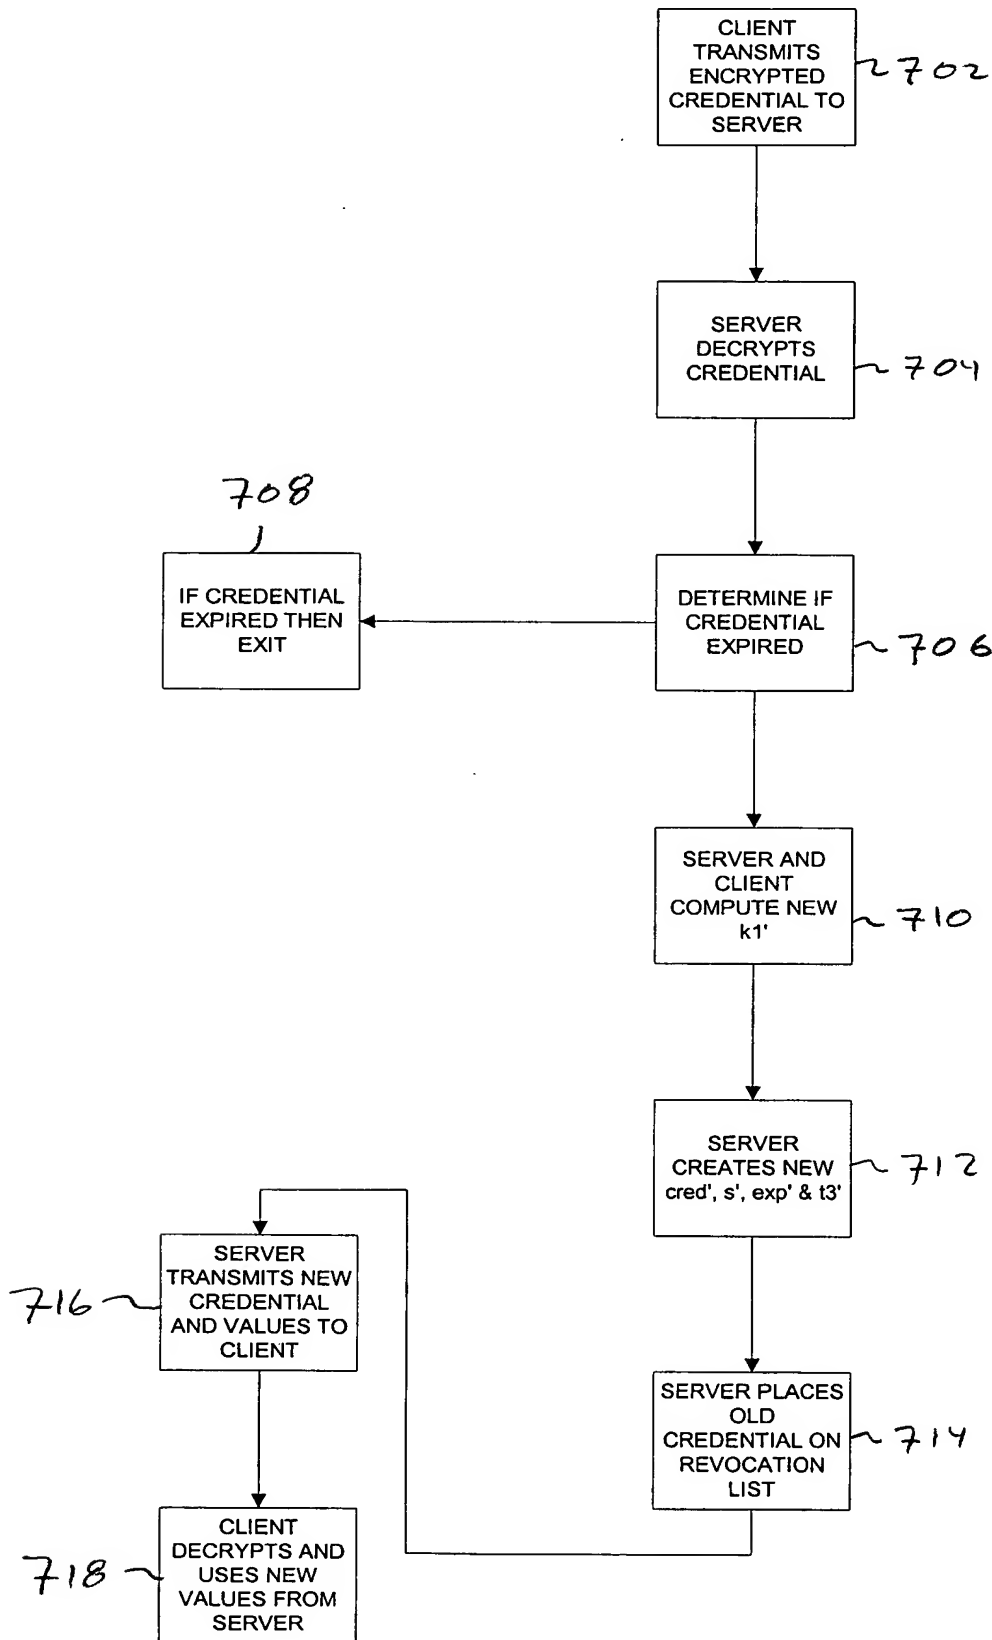 CLIENT
TRANSMITS
ENCRYPTED
CREDENTIAL TO
SERVER
702
SERVER
DECRYPTS
CREDENTIAL
704
708
IF CREDENTIAL
EXPIRED THEN
EXIT
DETERMINE IF
CREDENTIAL
EXPIRED
706
SERVER AND
CLIENT
COMPUTE NEW
k1'
710
SERVER
CREATES NEW
cred', s', exp' & t3'
712
SERVER PLACES
OLD
CREDENTIAL ON
REVOCATION
LIST
714
716
SERVER
TRANSMITS NEW
CREDENTIAL
AND VALUES TO
CLIENT
718
CLIENT
DECRYPTS AND
USES NEW
VALUES FROM
SERVER